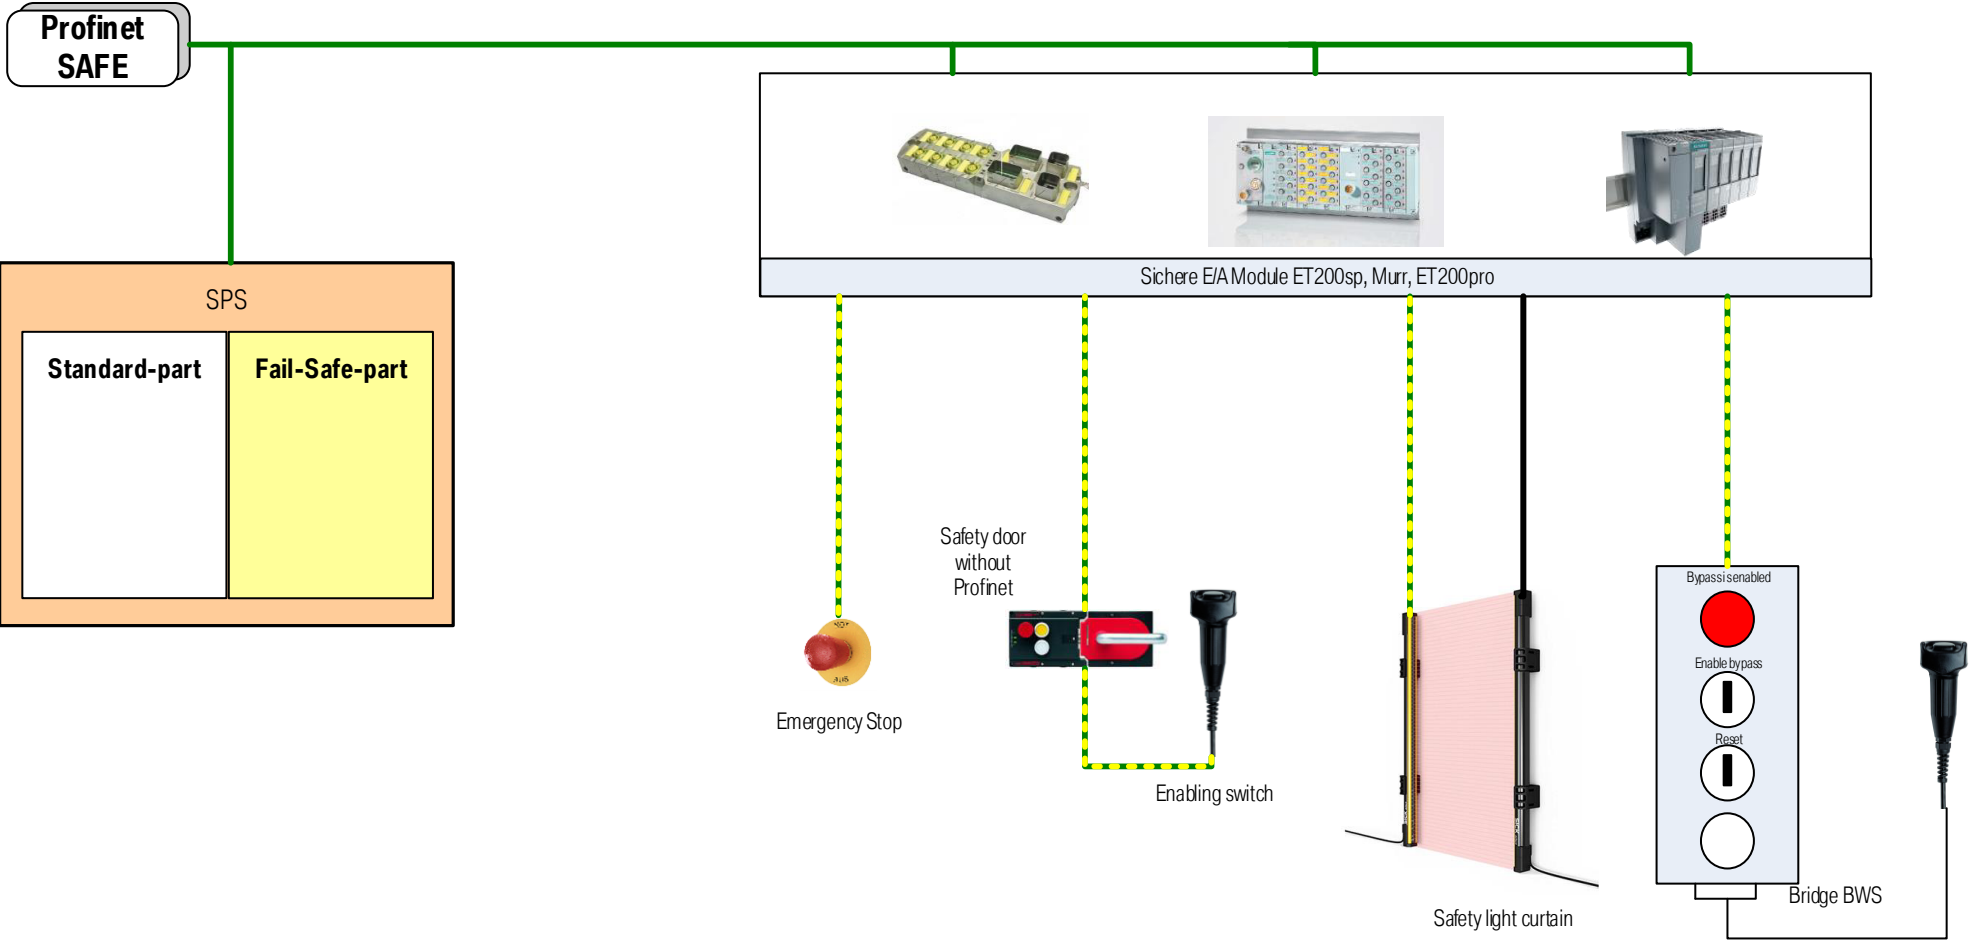 Profinet
SAFE
SPS
Standard-part
Fail-Safe-part
Sichere E/A Module ET200sp, Murr, ET200pro
Safety door
without
Profinet
Emergency Stop
Enabling switch
Safety light curtain
Bypass is enabled
Enable bypass
Reset
Bridge BWS